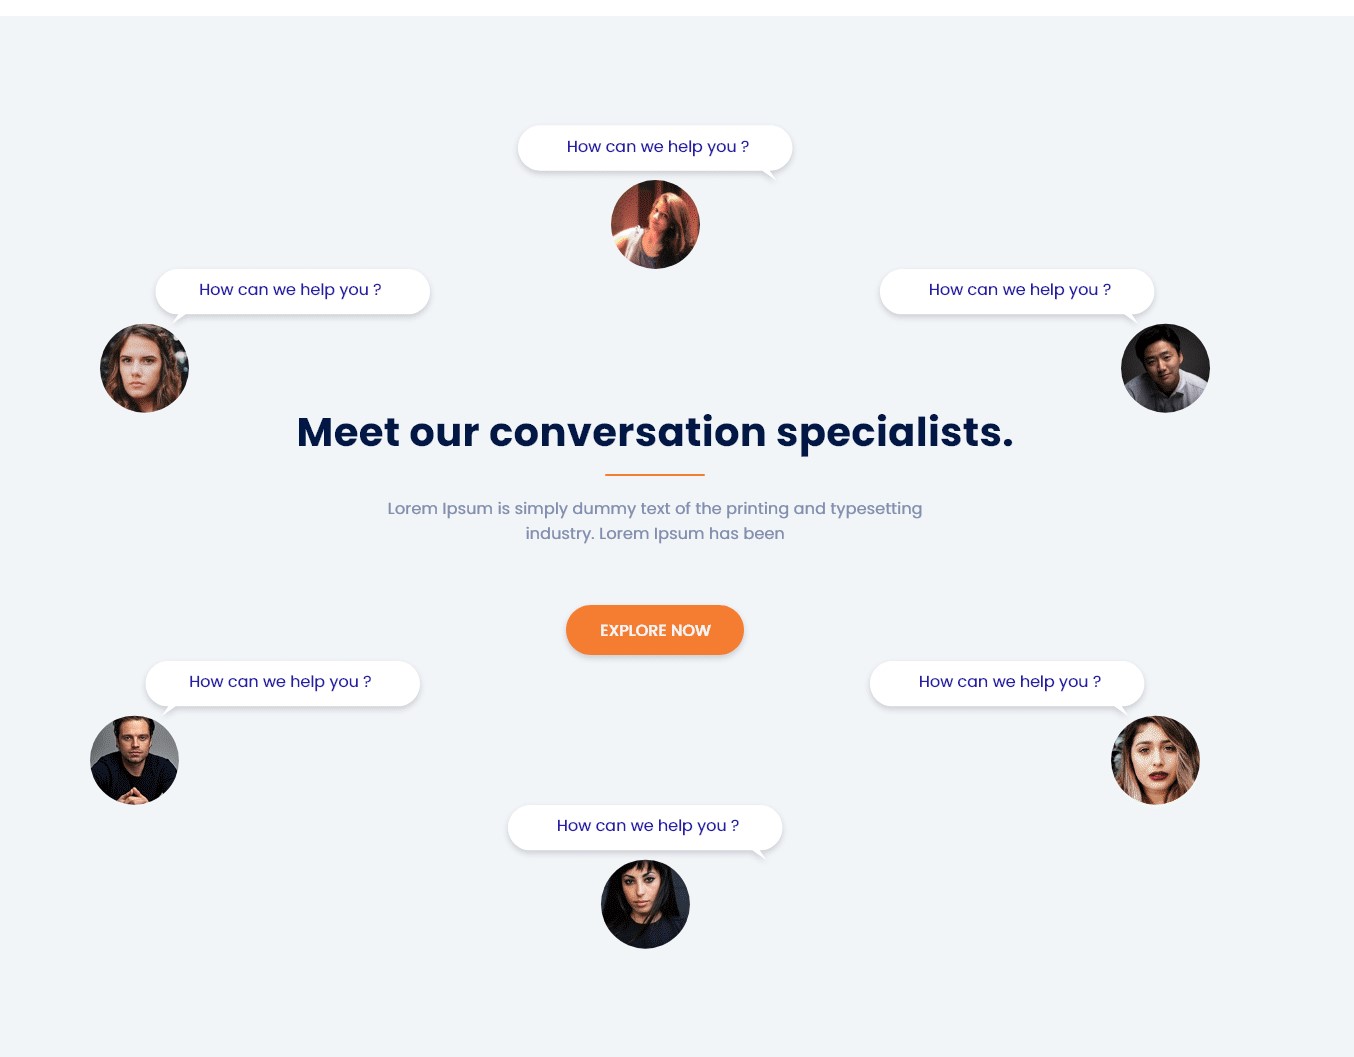 How can we help you ?
How can we help you ?
How can we help you ?
Meet our conversation specialists.
Lorem Ipsum is simply dummy text of the printing and typesetting
industry. Lorem Ipsum has been
EXPLORE NOW
How can we help you ?
How can we help you ?
How can we help you ?